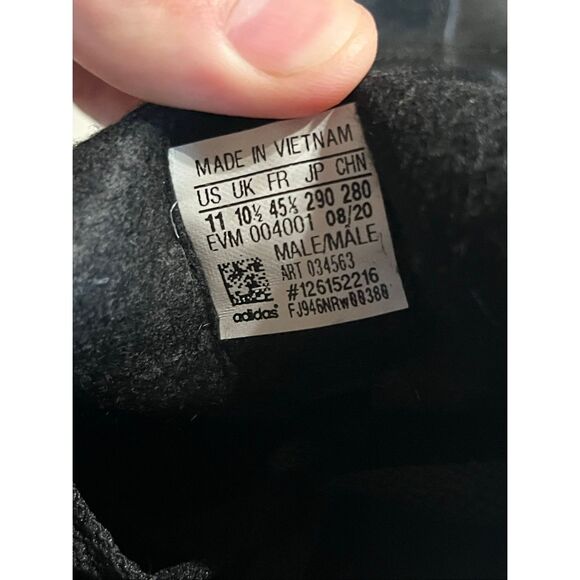 MADE IN VIETNAM
US UK FR JP CHN
11 10½ 45⅓ 290 280
EVM 004001 08/20
MALE/MÂLE
ART 034563
#126152216
adidas FJ946NRw00380